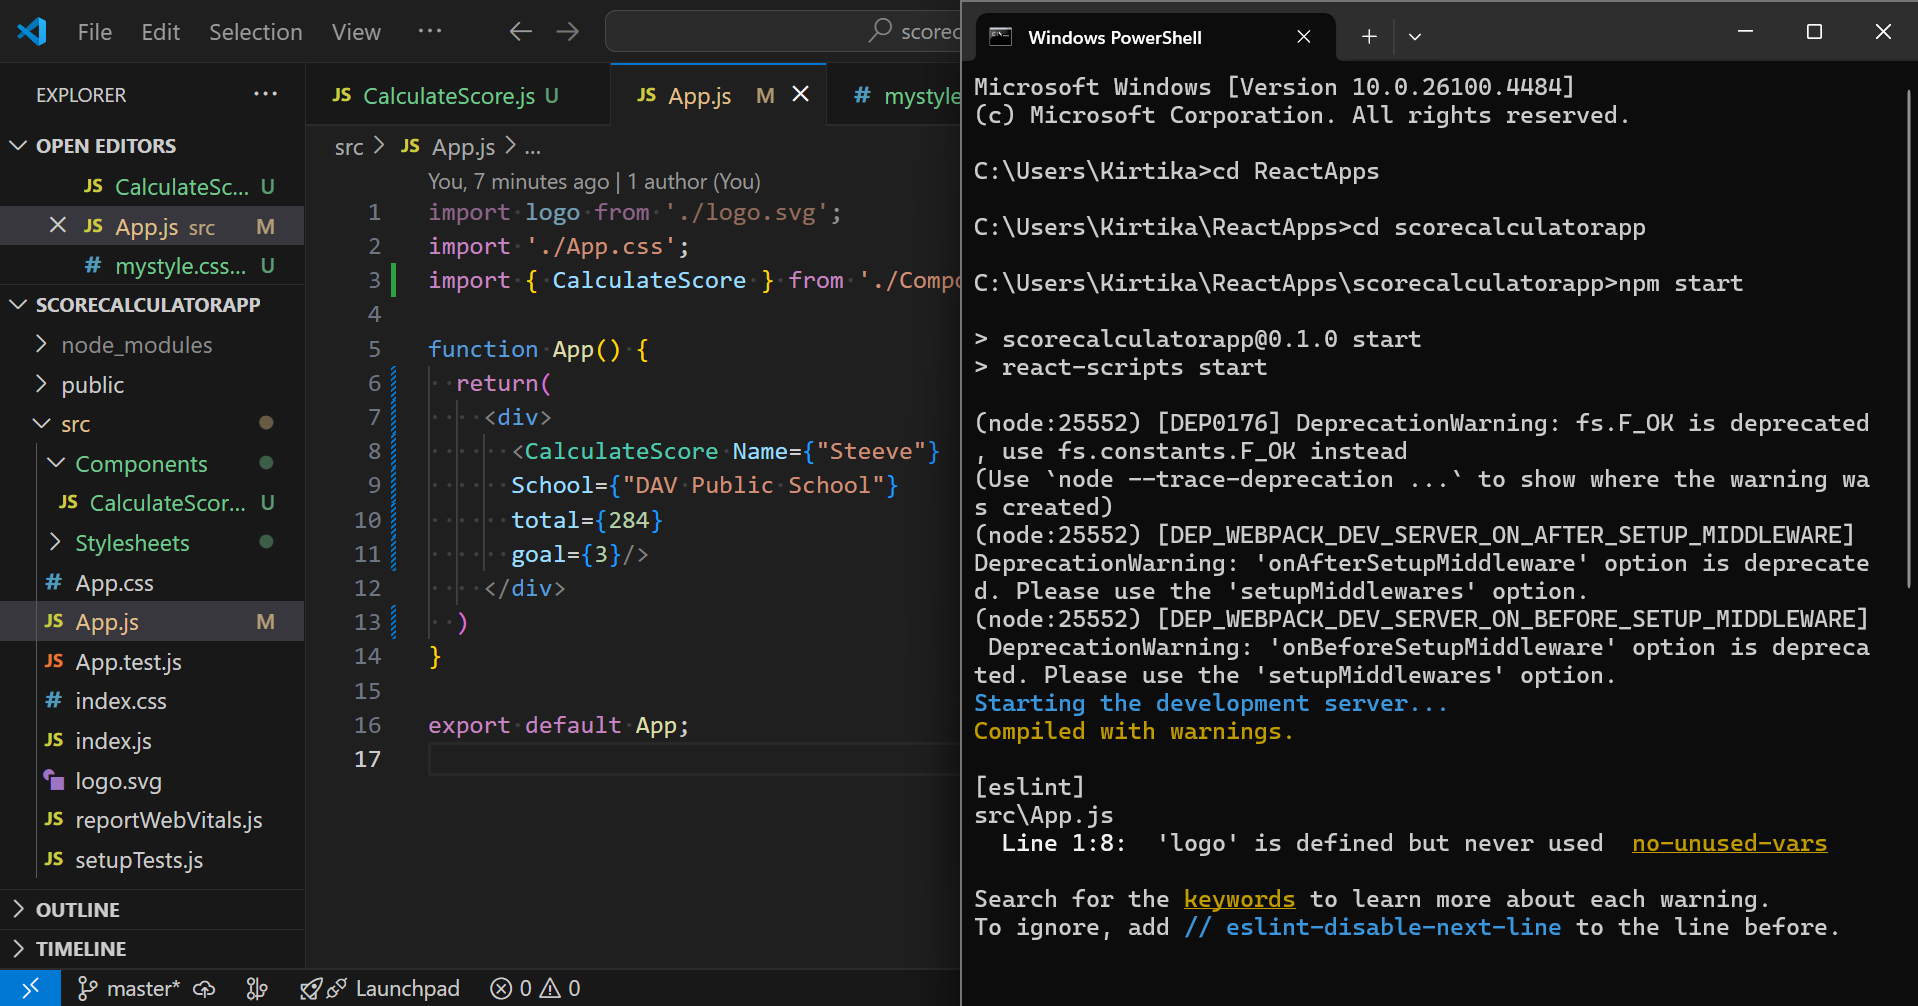 File Edit Selection View ··· scorec
EXPLORER ···
OPEN EDITORS
JS CalculateSc... U
JS App.js src M
# mystyle.css... U
SCORECALCULATORAPP
node_modules
public
src
Components
JS CalculateScor... U
Stylesheets
# App.css
JS App.js M
JS App.test.js
# index.css
JS index.js
logo.svg
JS reportWebVitals.js
JS setupTests.js
OUTLINE
TIMELINE
JS CalculateScore.js U JS App.js M # mystyle
src > JS App.js > ...
You, 7 minutes ago | 1 author (You)
1 import logo from './logo.svg';
2 import './App.css';
3 import { CalculateScore } from './Compo
4
5 function App() {
6 return(
7 <div>
8 <CalculateScore Name={"Steeve"}
9 School={"DAV Public School"}
10 total={284}
11 goal={3}/>
12 </div>
13 )
14 }
15
16 export default App;
17
master* Launchpad 0 0
Windows PowerShell
Microsoft Windows [Version 10.0.26100.4484]
(c) Microsoft Corporation. All rights reserved.
C:\Users\Kirtika>cd ReactApps
C:\Users\Kirtika\ReactApps>cd scorecalculatorapp
C:\Users\Kirtika\ReactApps\scorecalculatorapp>npm start
> scorecalculatorapp@0.1.0 start
> react-scripts start
(node:25552) [DEP0176] DeprecationWarning: fs.F_OK is deprecated
, use fs.constants.F_OK instead
(Use `node --trace-deprecation ...` to show where the warning wa
s created)
(node:25552) [DEP_WEBPACK_DEV_SERVER_ON_AFTER_SETUP_MIDDLEWARE]
DeprecationWarning: 'onAfterSetupMiddleware' option is deprecate
d. Please use the 'setupMiddlewares' option.
(node:25552) [DEP_WEBPACK_DEV_SERVER_ON_BEFORE_SETUP_MIDDLEWARE]
DeprecationWarning: 'onBeforeSetupMiddleware' option is depreca
ted. Please use the 'setupMiddlewares' option.
Starting the development server...
Compiled with warnings.
[eslint]
src\App.js
Line 1:8: 'logo' is defined but never used no-unused-vars
Search for the keywords to learn more about each warning.
To ignore, add // eslint-disable-next-line to the line before.